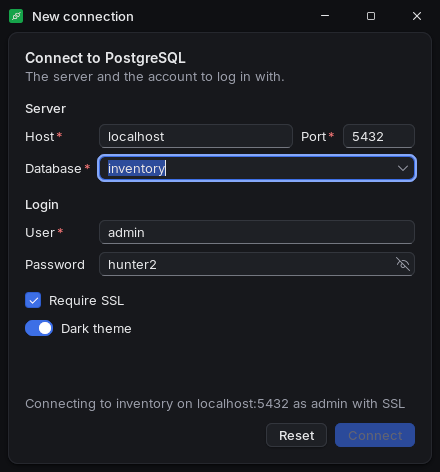 New connection
Connect to PostgreSQL
The server and the account to log in with.
Server
Host* localhost Port* 5432
Database* inventory
Login
User* admin
Password hunter2
Require SSL
Dark theme
Connecting to inventory on localhost:5432 as admin with SSL
Reset Connect